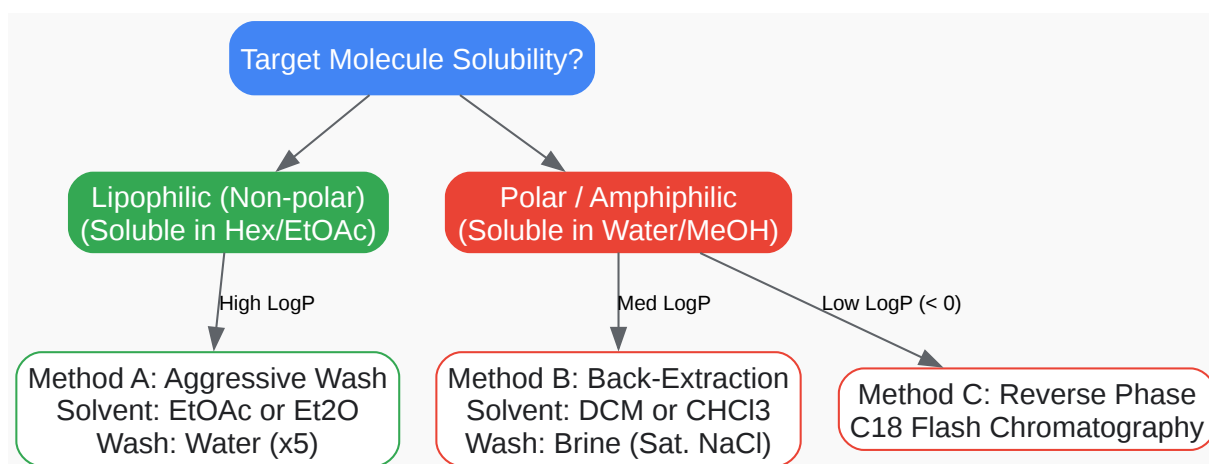 Target Molecule Solubility?
Lipophilic (Non-polar)
(Soluble in Hex/EtOAc)
Polar / Amphiphilic
(Soluble in Water/MeOH)
High LogP
Med LogP
Low LogP (< 0)
Method A: Aggressive Wash
Solvent: EtOAc or Et2O
Wash: Water (x5)
Method B: Back-Extraction
Solvent: DCM or CHCl3
Wash: Brine (Sat. NaCl)
Method C: Reverse Phase
C18 Flash Chromatography